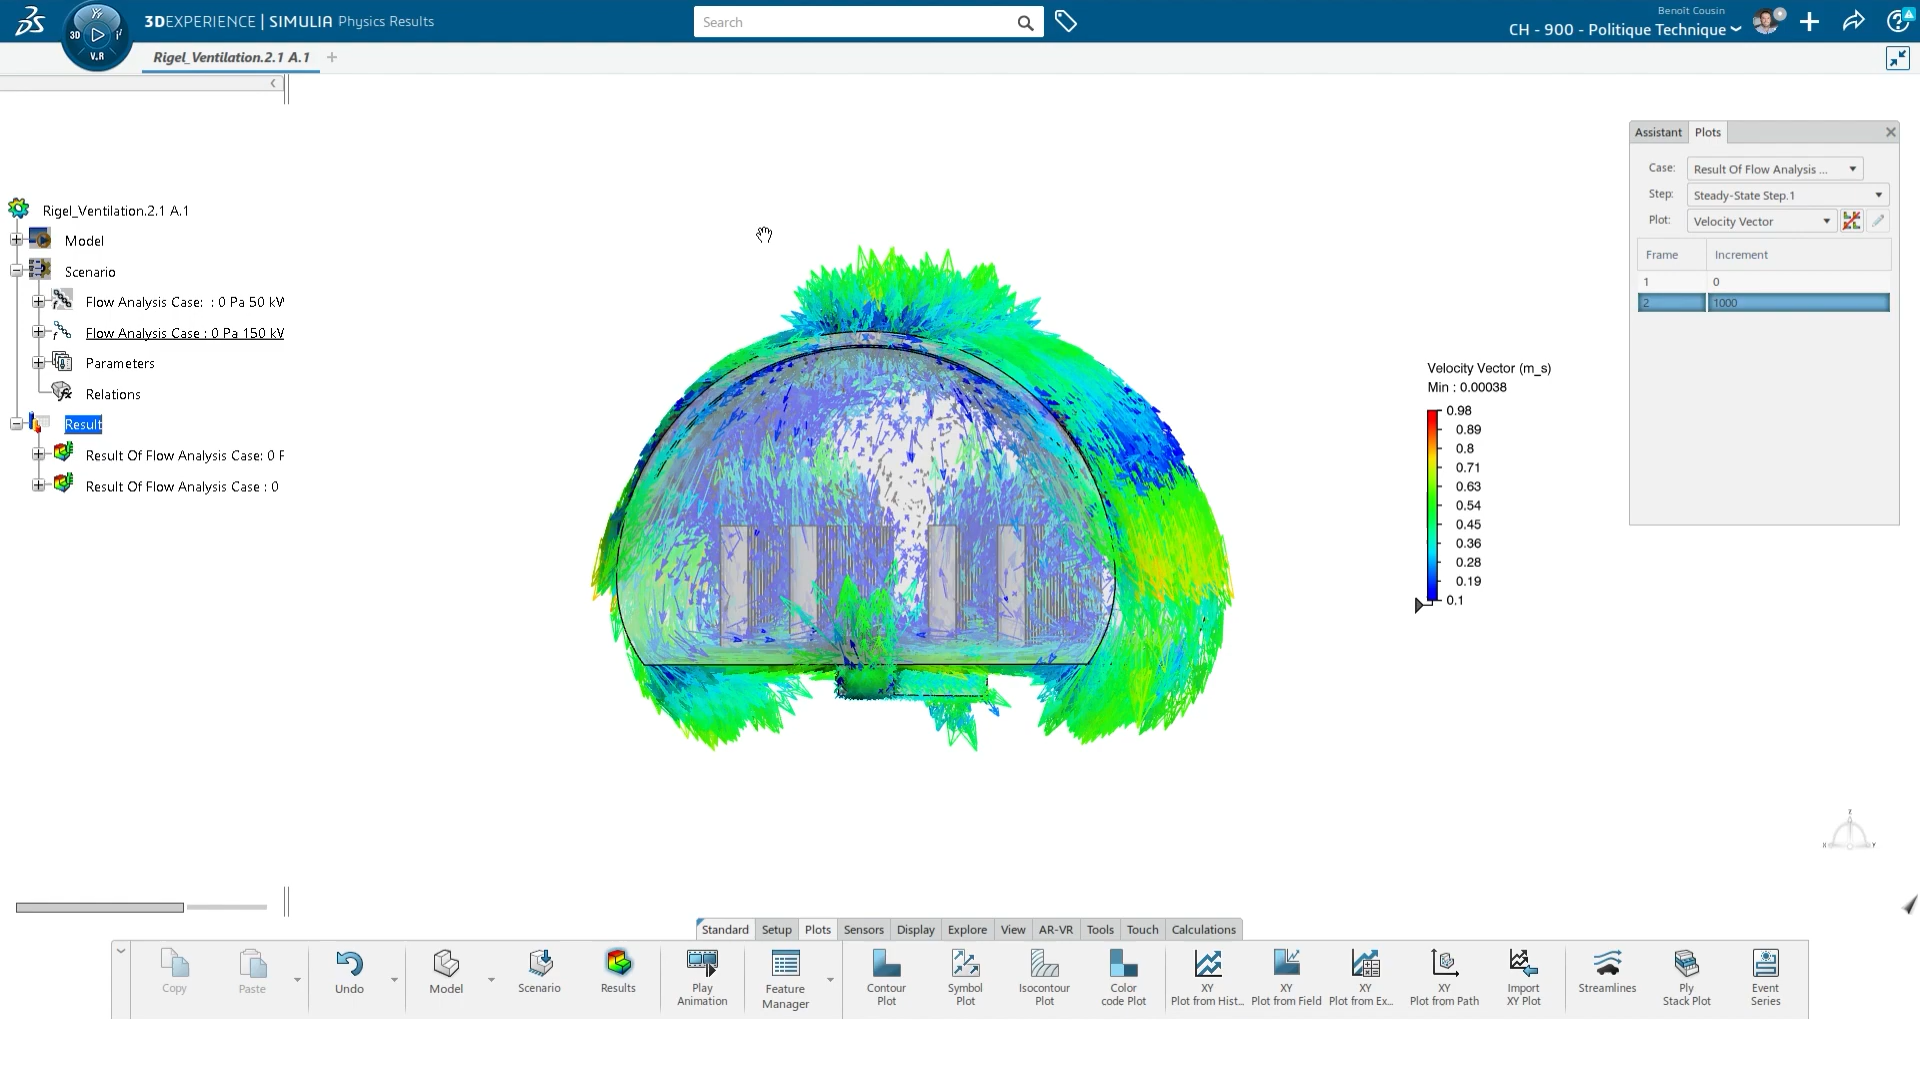 3DEXPERIENCE | SIMULIA Physics Results
Search
Benoît Cousin
CH - 900 - Politique Technique
3D
V.R
Rigel_Ventilation.2.1 A.1
Rigel_Ventilation.2.1 A.1
Model
Scenario
Flow Analysis Case: : 0 Pa 50 kW
Flow Analysis Case : 0 Pa 150 kW
Parameters
Relations
Result
Result Of Flow Analysis Case: 0 P
Result Of Flow Analysis Case : 0
Assistant
Plots
Case:
Result Of Flow Analysis ...
Step:
Steady-State Step.1
Plot:
Velocity Vector
Frame
Increment
1
0
2
1000
Velocity Vector (m_s)
Min : 0.00038
0.98
0.89
0.8
0.71
0.63
0.54
0.45
0.36
0.28
0.19
0.1
Z
X
Y
Standard
Setup
Plots
Sensors
Display
Explore
View
AR-VR
Tools
Touch
Calculations
Copy
Paste
Undo
Model
Scenario
Results
Play
Animation
Feature
Manager
Contour
Plot
Symbol
Plot
Isocontour
Plot
Color
code Plot
XY
Plot from Hist...
XY
Plot from Field
XY
Plot from Ex...
XY
Plot from Path
Import
XY Plot
Streamlines
Ply
Stack Plot
Event
Series